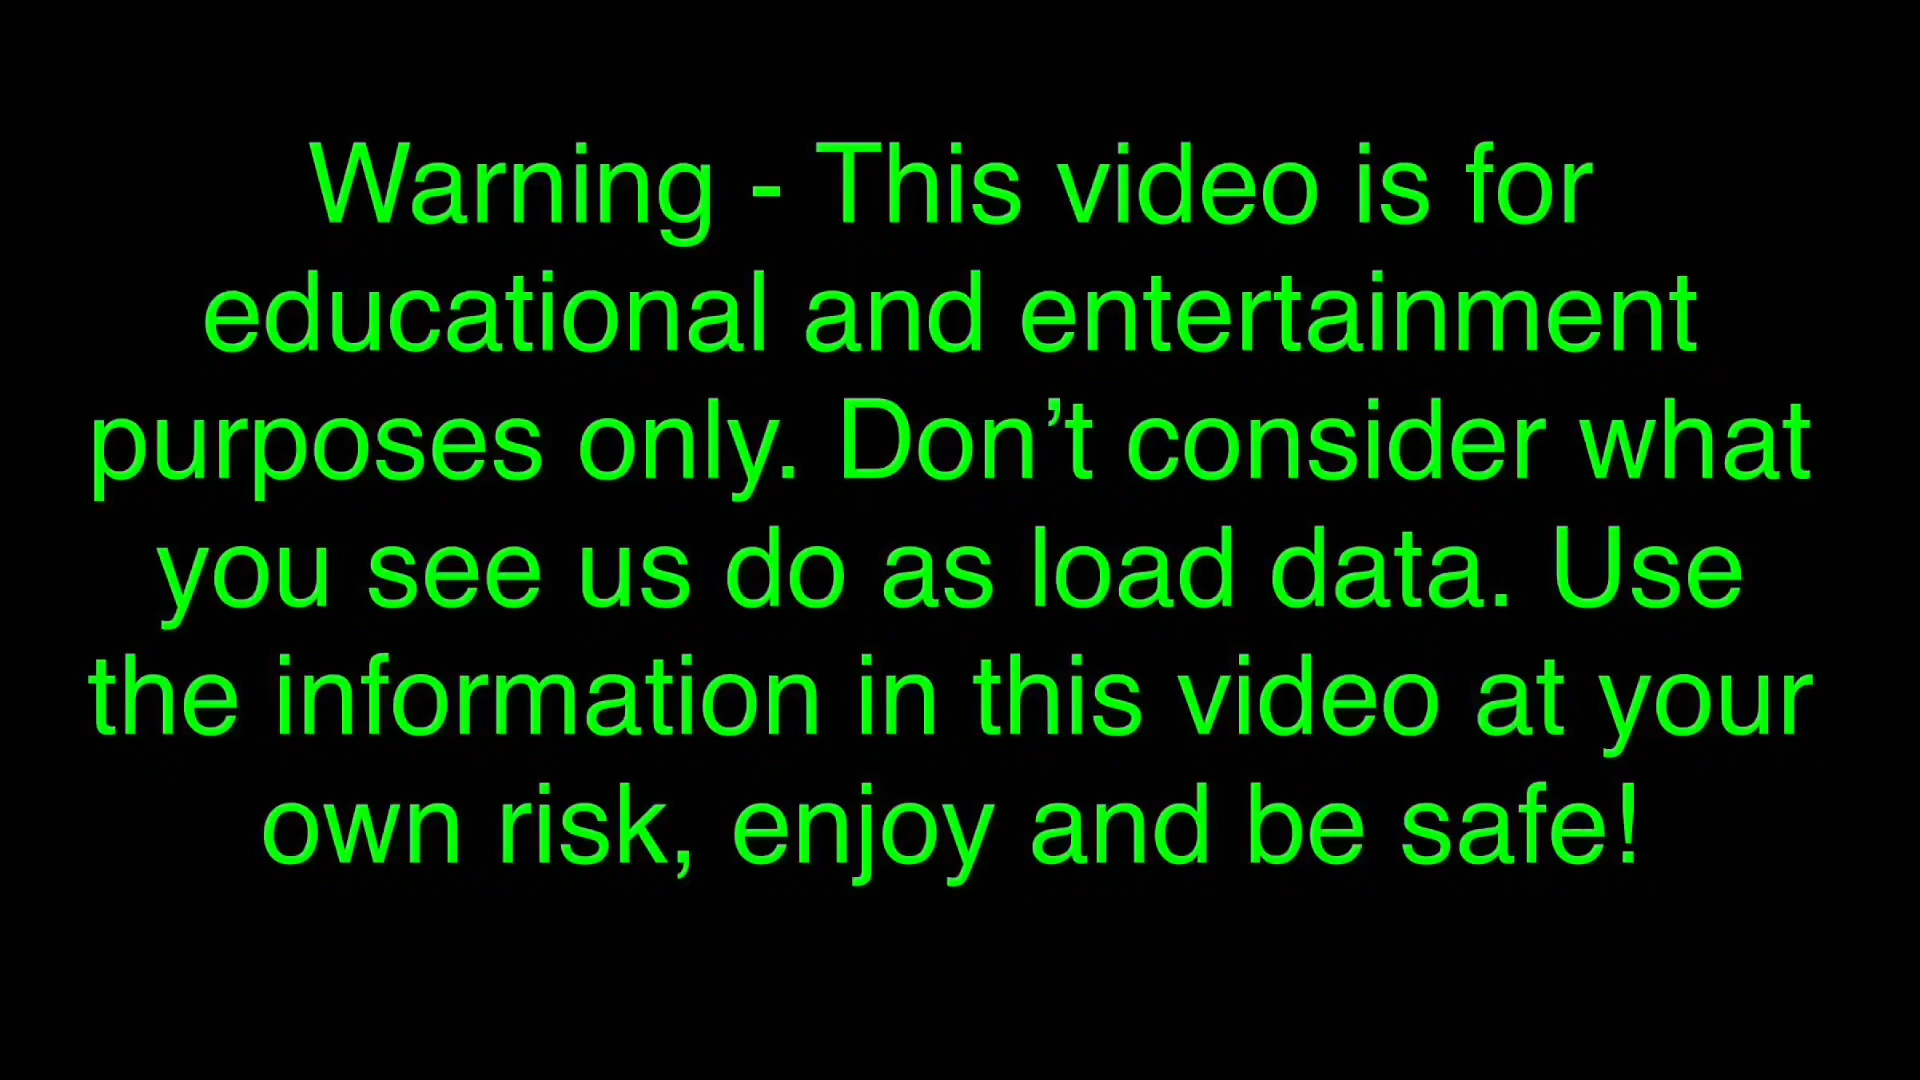 Warning - This video is for
educational and entertainment
purposes only. Don’t consider what
you see us do as load data. Use
the information in this video at your
own risk, enjoy and be safe!